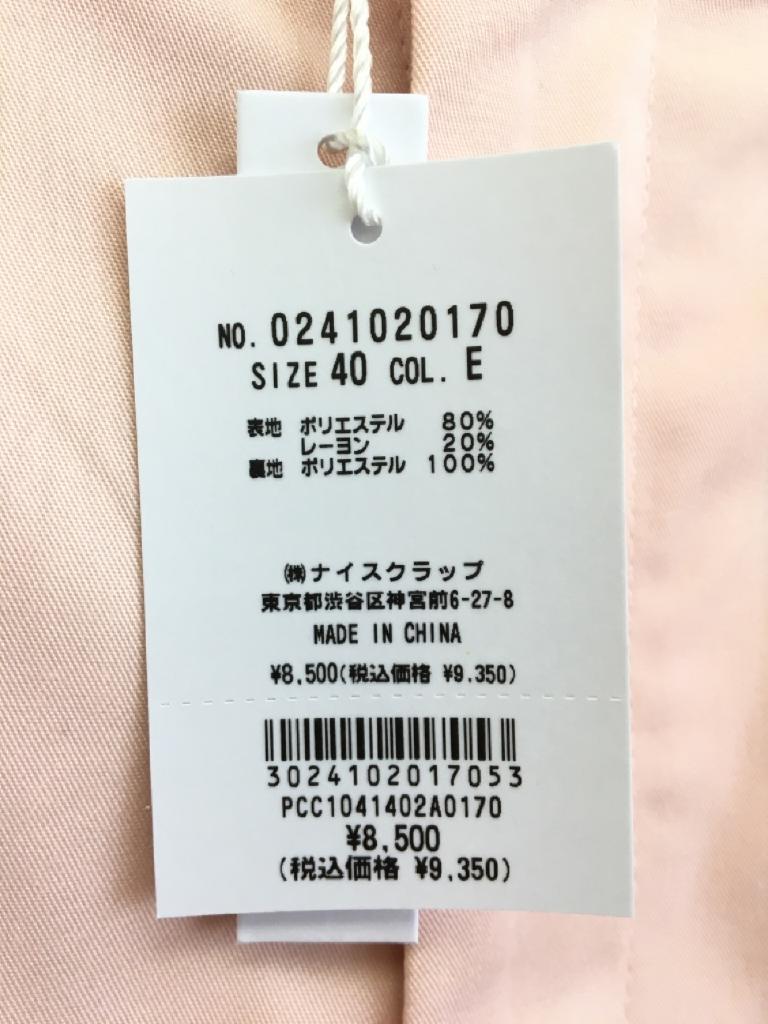 NO. 0241020170
SIZE 40 COL. E
表地 ポリエステル 80%
レーヨン 20%
裏地 ポリエステル 100%
㈱ナイスクラップ
東京都渋谷区神宮前6-27-8
MADE IN CHINA
¥8,500(税込価格 ¥9,350)
3024102017053
PCC1041402A0170
¥8,500
(税込価格 ¥9,350)